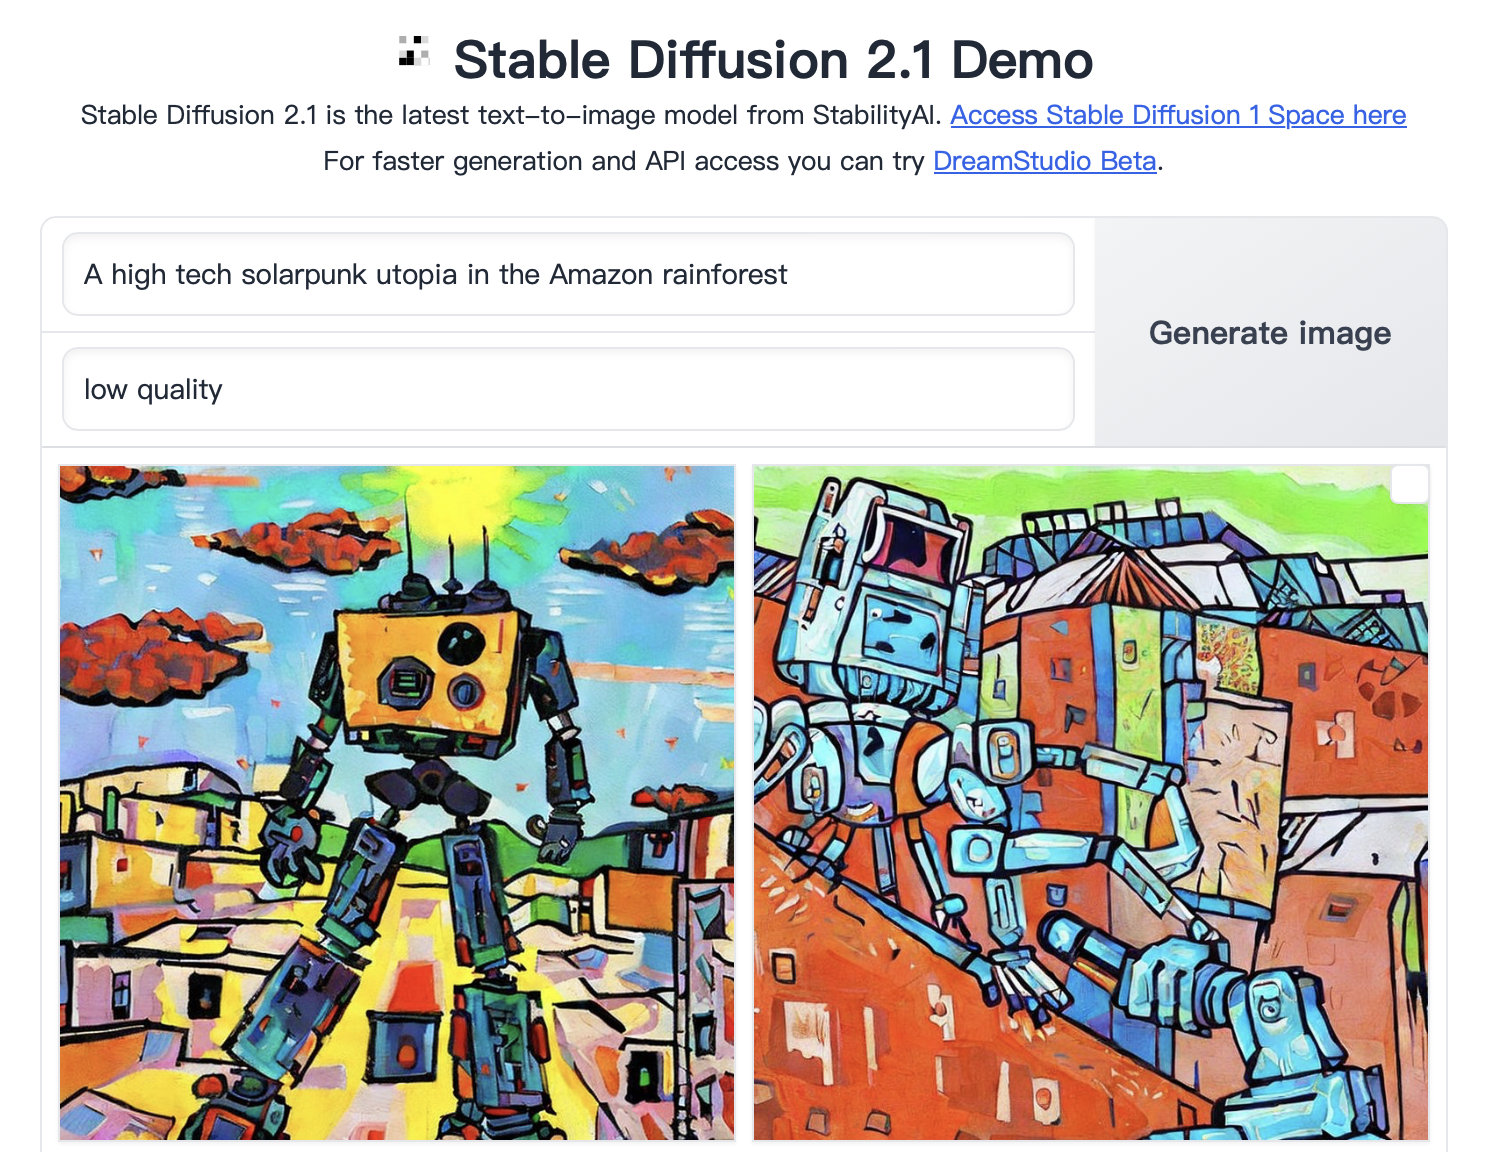 Stable Diffusion 2.1 Demo
Stable Diffusion 2.1 is the latest text-to-image model from StabilityAI. Access Stable Diffusion 1 Space here
For faster generation and API access you can try DreamStudio Beta.
A high tech solarpunk utopia in the Amazon rainforest
Generate image
low quality